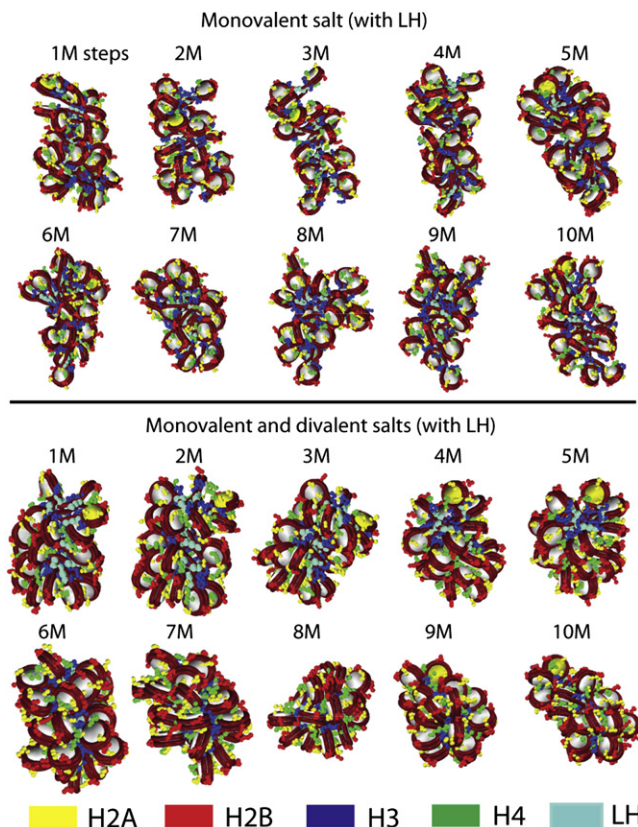 Monovalent salt (with LH)
1M steps 2M 3M 4M 5M
6M 7M 8M 9M 10M
Monovalent and divalent salts (with LH)
1M 2M 3M 4M 5M
6M 7M 8M 9M 10M
H2A H2B H3 H4 LH